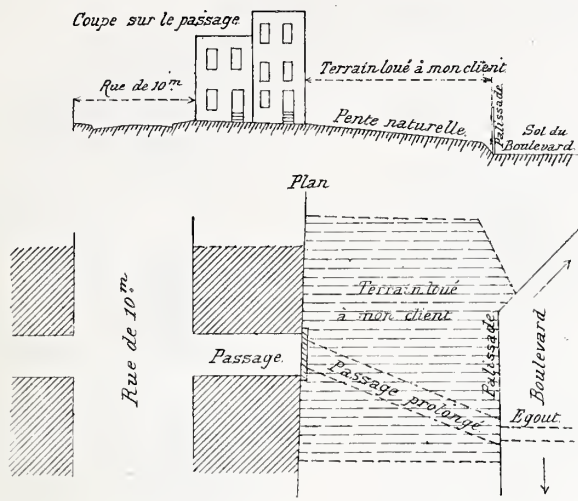 Coupe sur le passage.
Rue de 10m
Terrain loué à mon client.
Pente naturelle.
Palissade.
Sol du
Boulevard.
Plan
Rue de 10m
Passage.
Terrain loué
à mon client
Passage prolongé
Palissade.
Boulevard
Egout.